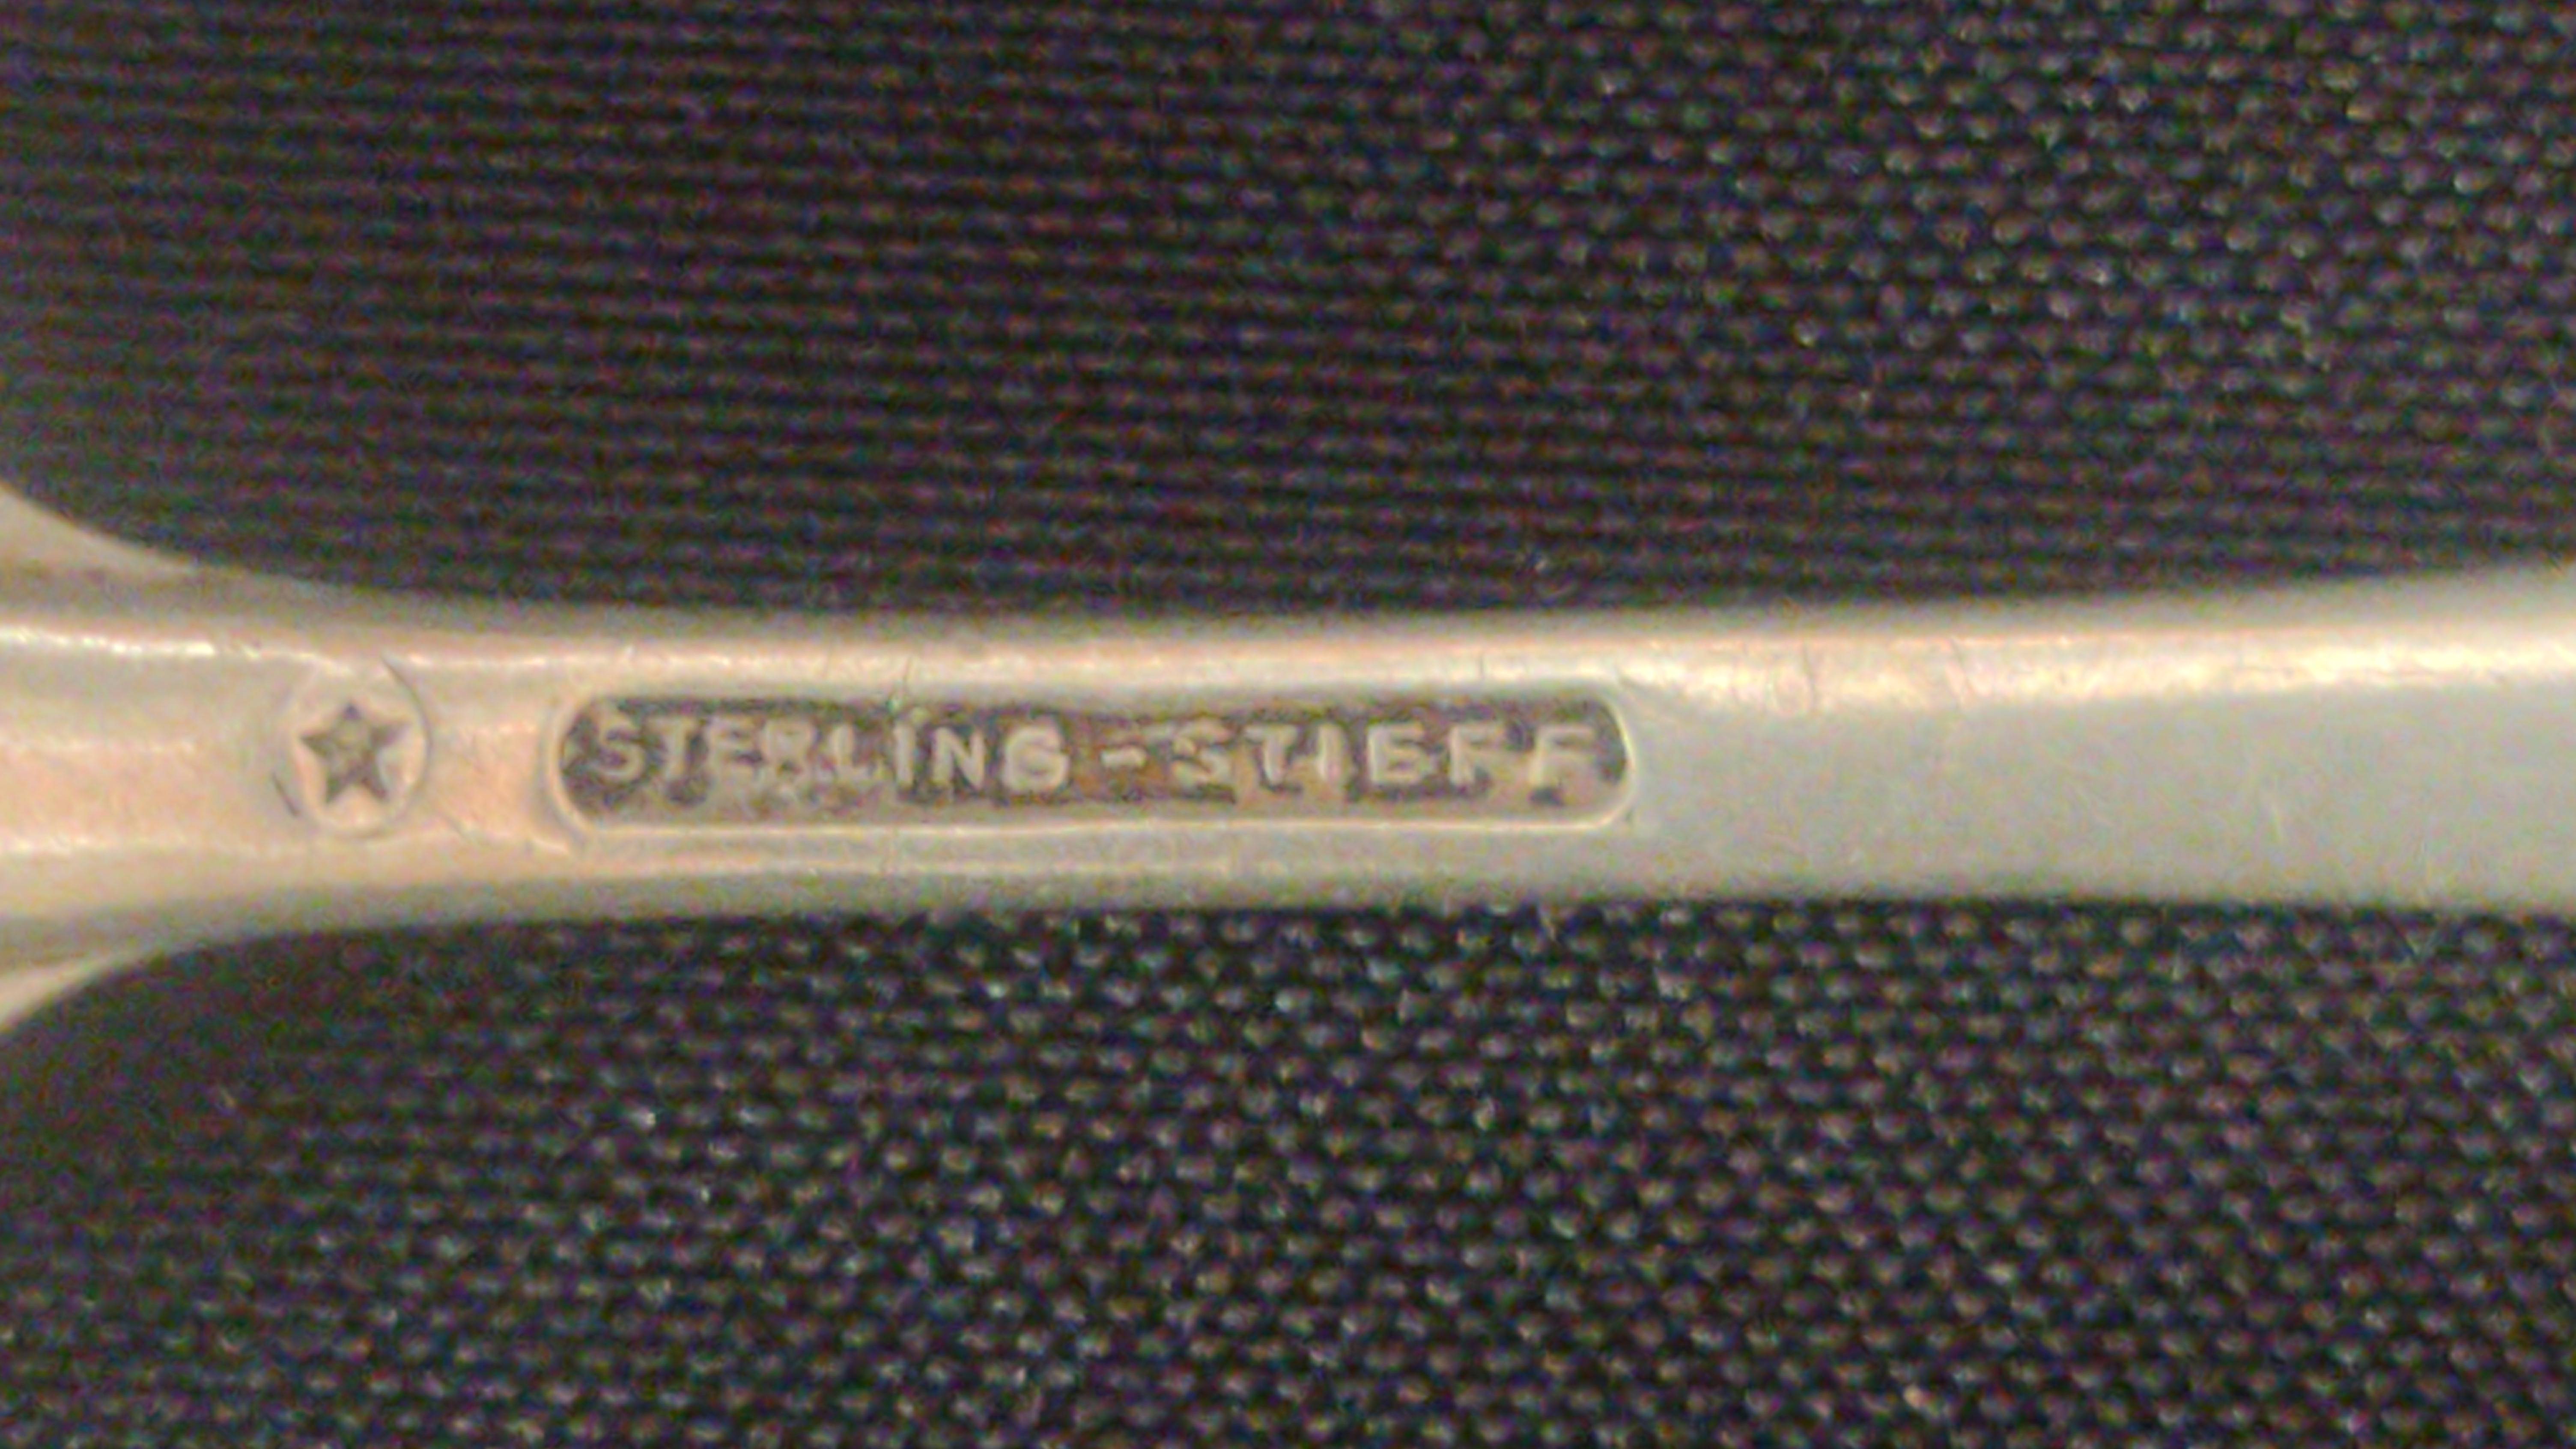 STERLING - STIEFF